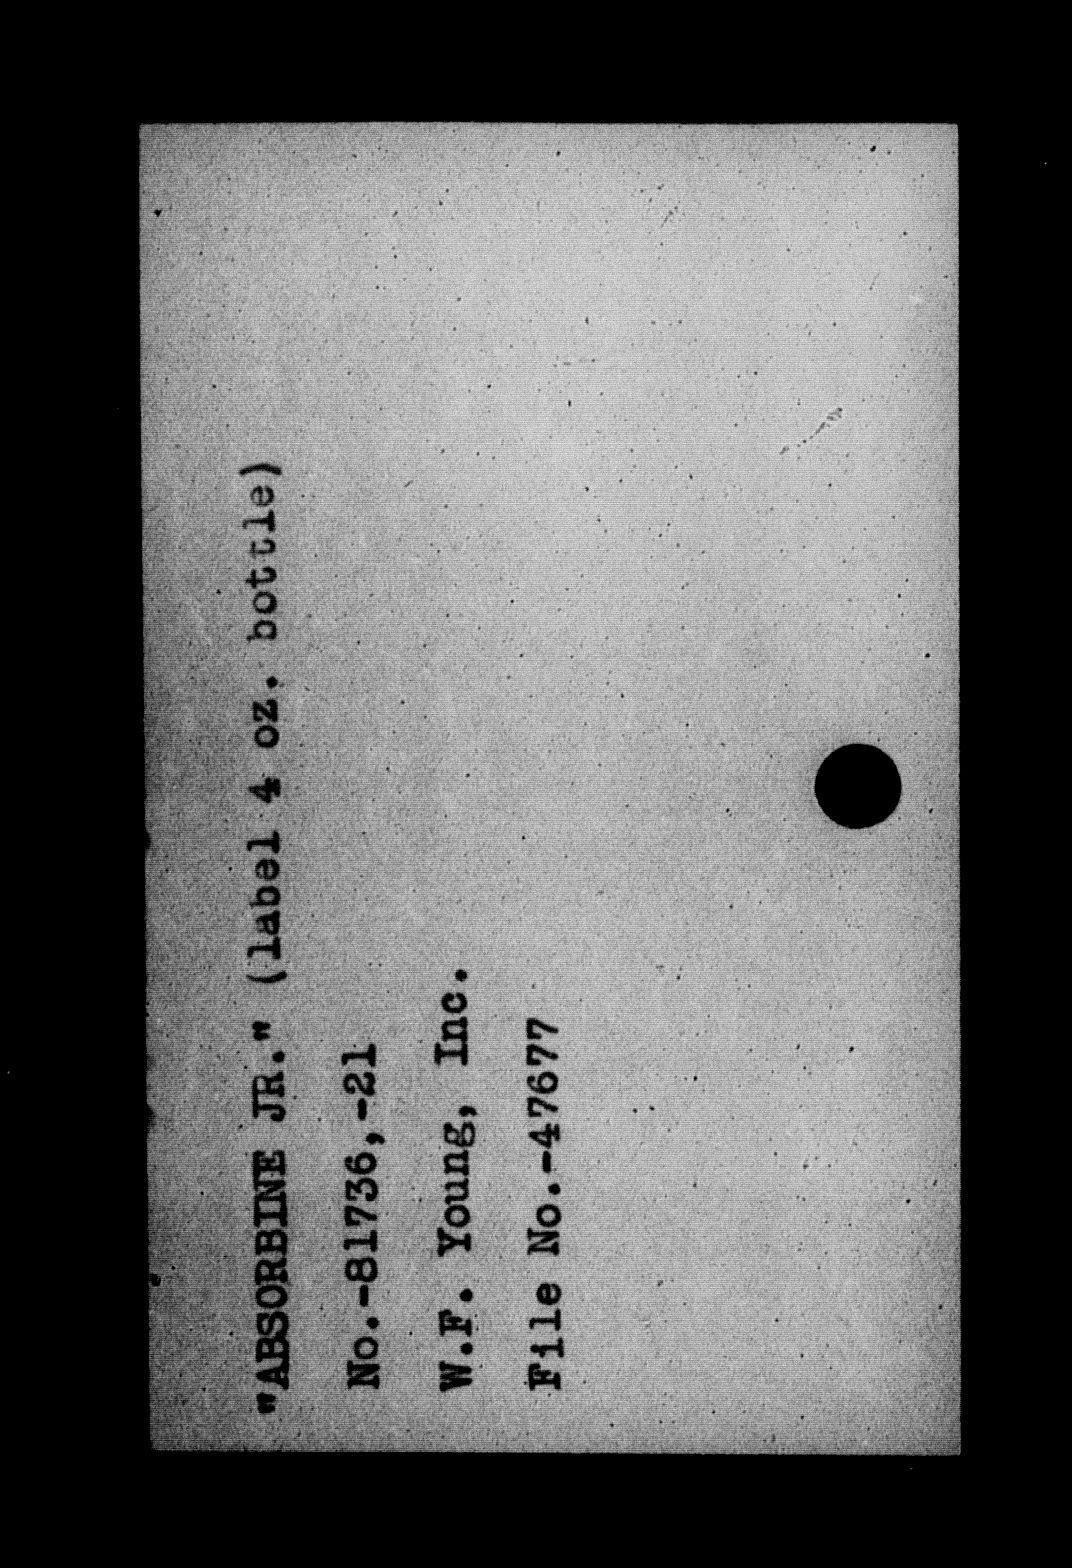 "ABSORBINE JR." (label 4 oz. bottle)
No.-81736,-21
W.F. Young, Inc.
File No.-47677